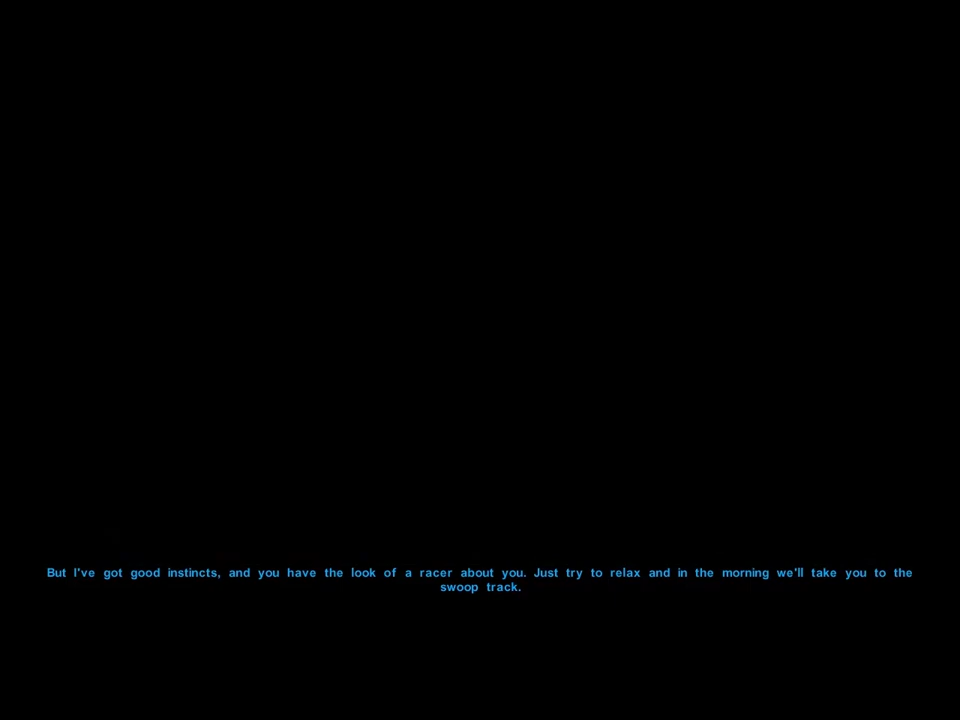 But I've got good instincts, and you have the look of a racer about you. Just try to relax and in the morning we'll take you to the
swoop track.